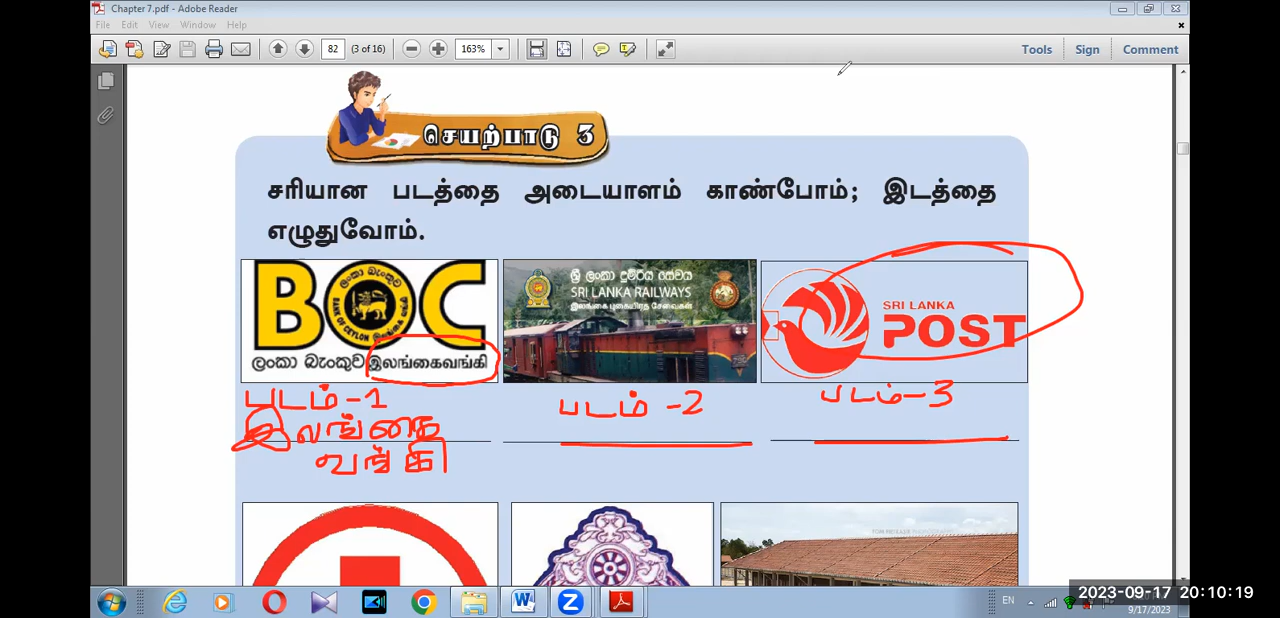 Chapter 7.pdf - Adobe Reader
File Edit View Window Help
82 (3 of 16) 163% Tools Sign Comment
செயற்பாடு 3
சரியான படத்தை அடையாளம் காண்போம்; இடத்தை
எழுதுவோம்.
BOC
ලංකා බැංකුව
BANK OF CEYLON
இலங்கை வங்கி
ලංකා බැංකුව இலங்கைவங்கி
ශ්‍රී ලංකා දුම්රිය සේවය
SRI LANKA RAILWAYS
இலங்கை புகையிரத சேவைகள்
SRI LANKA
POST
படம்-1
இலங்கை
வங்கி
படம் -2
படம்-3
EN
2023-09-17 20:10:19
9/17/2023